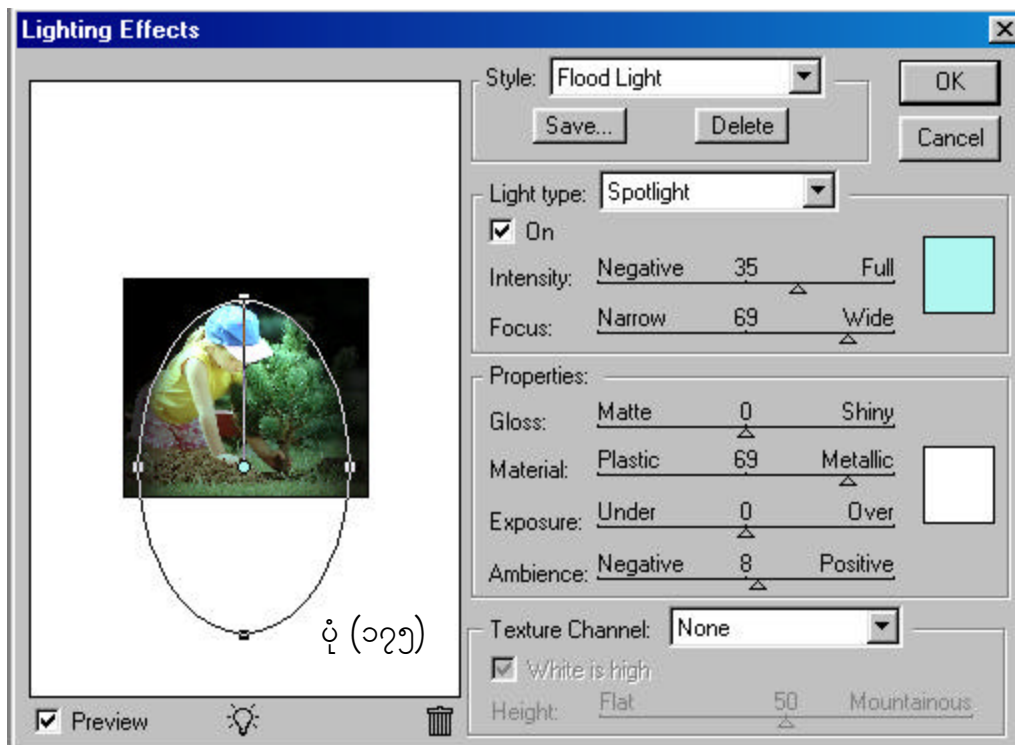 Lighting Effects
Style: Flood Light
Save... Delete
OK
Cancel
Light type: Spotlight
On
Intensity: Negative 35 Full
Focus: Narrow 69 Wide
Properties:
Gloss: Matte 0 Shiny
Material: Plastic 69 Metallic
Exposure: Under 0 Over
Ambience: Negative 8 Positive
Texture Channel: None
White is high
Height: Flat 50 Mountainous
ပုံ (၁၇၅)
Preview